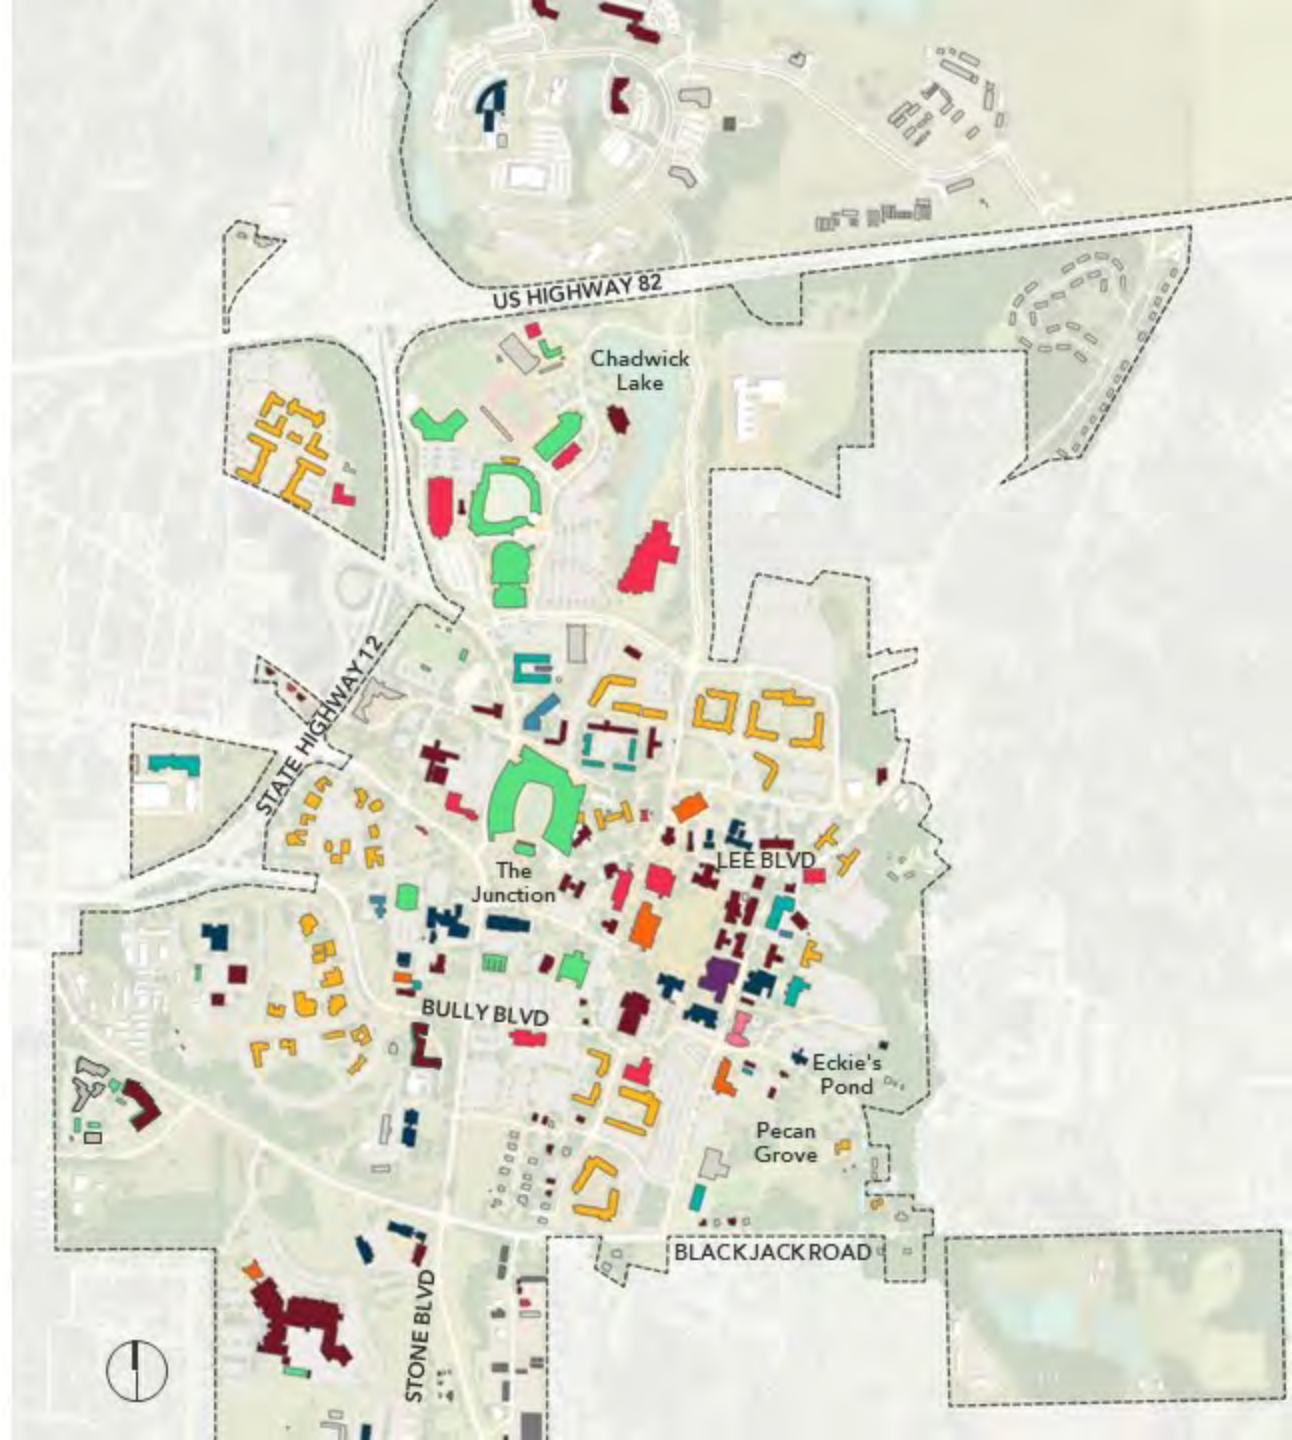 US HIGHWAY 82
Chadwick
Lake
STATE HIGHWAY 12
LEE BLVD
The
Junction
BULLY BLVD
Eckie's
Pond
Pecan
Grove
BLACKJACK ROAD
STONE BLVD